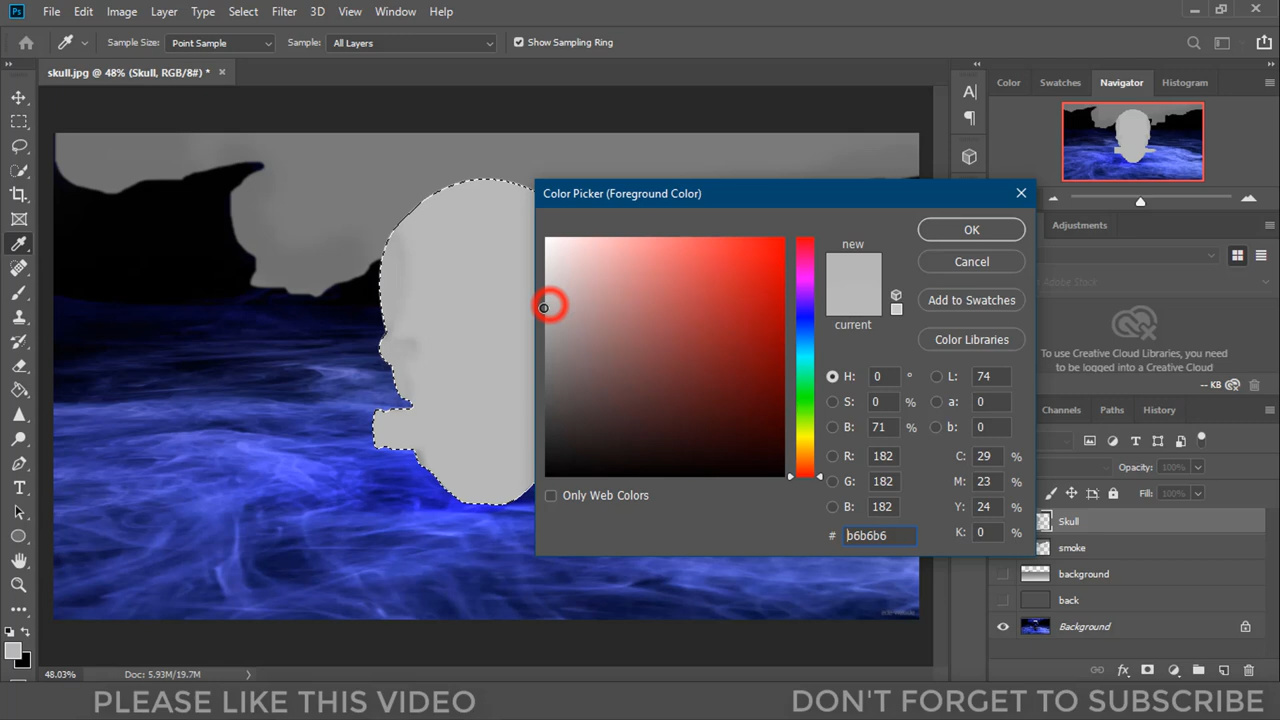 Ps File Edit Image Layer Type Select Filter 3D View Window Help
Sample Size: Point Sample Sample: All Layers Show Sampling Ring
skull.jpg @ 48% (Skull, RGB/8#) * ×
Color Swatches Navigator Histogram
Color Picker (Foreground Color)
OK
new
Cancel
Add to Swatches
current
Color Libraries
Adjustments
To use Creative Cloud Libraries, you
need
to be logged into a Creative Cloud
-- KB
H: 0 ° L: 74
S: 0 % a: 0
B: 71 % b: 0
R: 182 C: 29 %
G: 182 M: 23 %
B: 182 Y: 24 %
# b6b6b6 K: 0 %
Only Web Colors
Channels Paths History
Opacity: 100%
Fill: 100%
Skull
smoke
background
back
Background
48.03% Doc: 5.93M/19.7M
PLEASE LIKE THIS VIDEO DON'T FORGET TO SUBSCRIBE